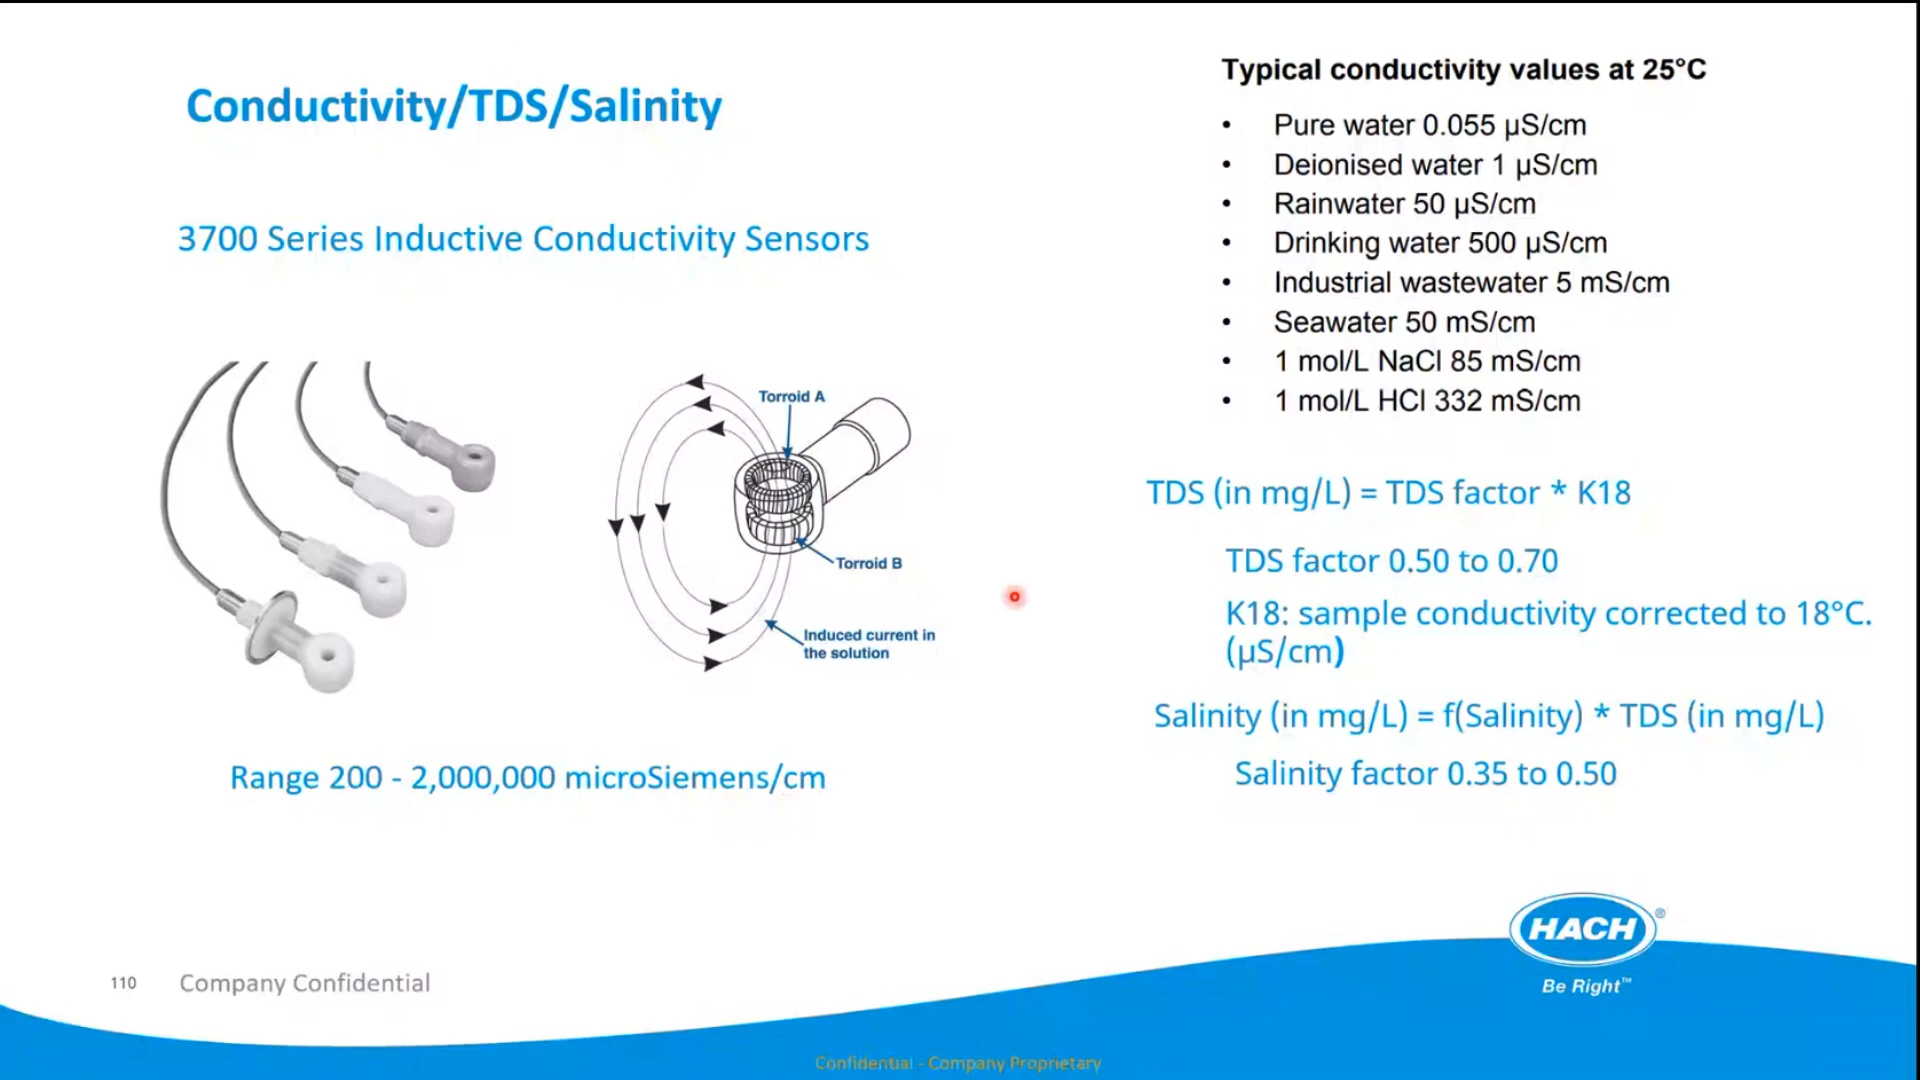 Conductivity/TDS/Salinity
3700 Series Inductive Conductivity Sensors
Torroid A
Torroid B
Induced current in
the solution
Range 200 - 2,000,000 microSiemens/cm
Typical conductivity values at 25°C
• Pure water 0.055 µS/cm
• Deionised water 1 µS/cm
• Rainwater 50 µS/cm
• Drinking water 500 µS/cm
• Industrial wastewater 5 mS/cm
• Seawater 50 mS/cm
• 1 mol/L NaCl 85 mS/cm
• 1 mol/L HCl 332 mS/cm
TDS (in mg/L) = TDS factor * K18
TDS factor 0.50 to 0.70
K18: sample conductivity corrected to 18°C.
(µS/cm)
Salinity (in mg/L) = f(Salinity) * TDS (in mg/L)
Salinity factor 0.35 to 0.50
HACH®
Be Right™
110 Company Confidential
Confidential - Company Proprietary